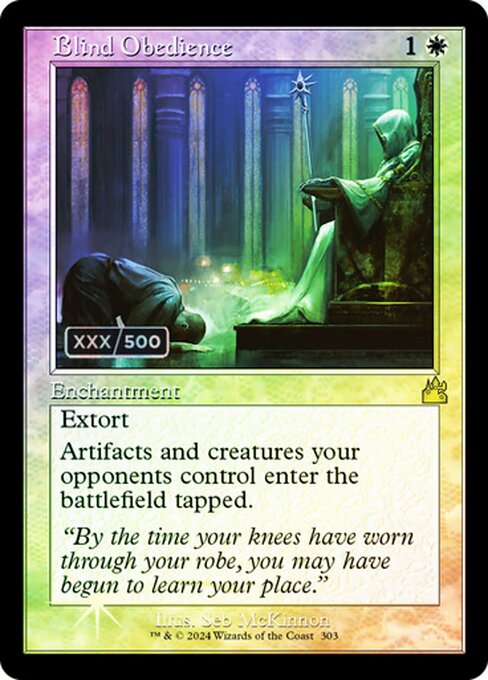 Blind Obedience 1
XXX/500
Enchantment
Extort
Artifacts and creatures your
opponents control enter the
battlefield tapped.
“By the time your knees have worn
through your robe, you may have
begun to learn your place.”
Illus. Seb McKinnon
™ & © 2024 Wizards of the Coast 303